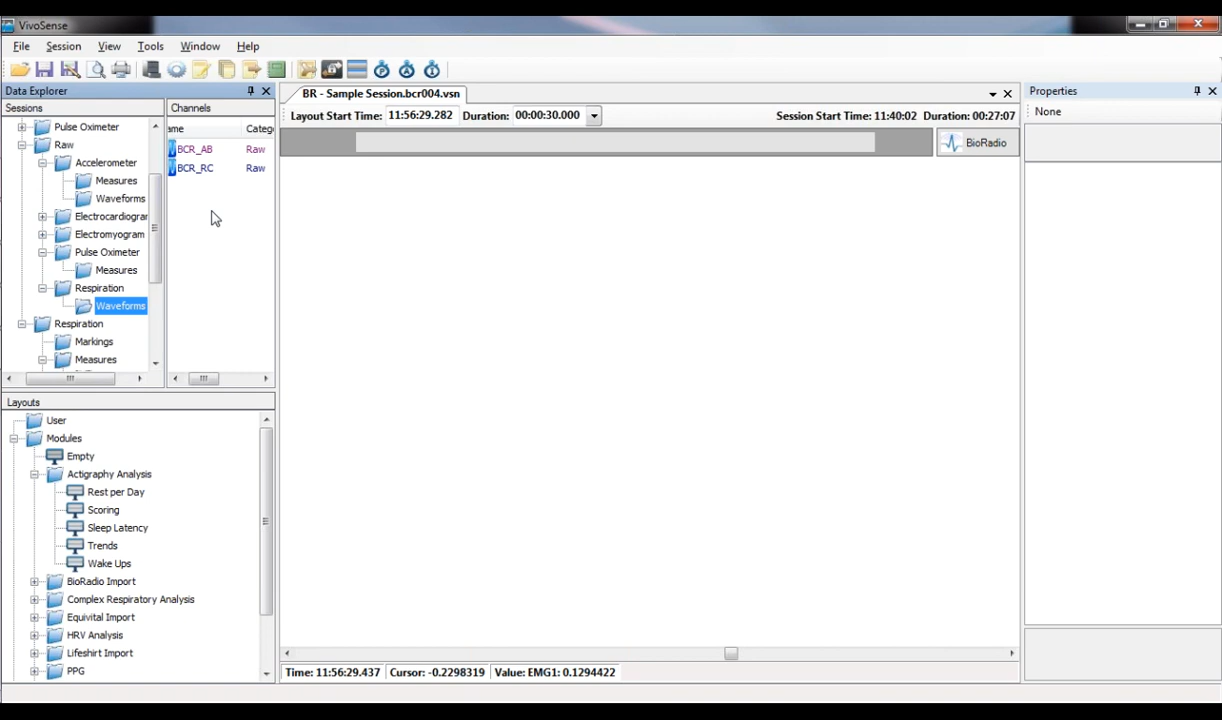 VivoSense
File Session View Tools Window Help
Data Explorer
Sessions
Pulse Oximeter
Raw
Accelerometer
Measures
Waveforms
Electrocardiogra
Electromyogram
Pulse Oximeter
Measures
Respiration
Waveforms
Respiration
Markings
Measures
Channels
ame Categ
BCR_AB Raw
BCR_RC Raw
Layouts
User
Modules
Empty
Actigraphy Analysis
Rest per Day
Scoring
Sleep Latency
Trends
Wake Ups
BioRadio Import
Complex Respiratory Analysis
Equivital Import
HRV Analysis
Lifeshirt Import
PPG
BR - Sample Session.bcr004.vsn
Layout Start Time: 11:56:29.282 Duration: 00:00:30.000 Session Start Time: 11:40:02 Duration: 00:27:07
BioRadio
Time: 11:56:29.437 Cursor: -0.2298319 Value: EMG1: 0.1294422
Properties
None